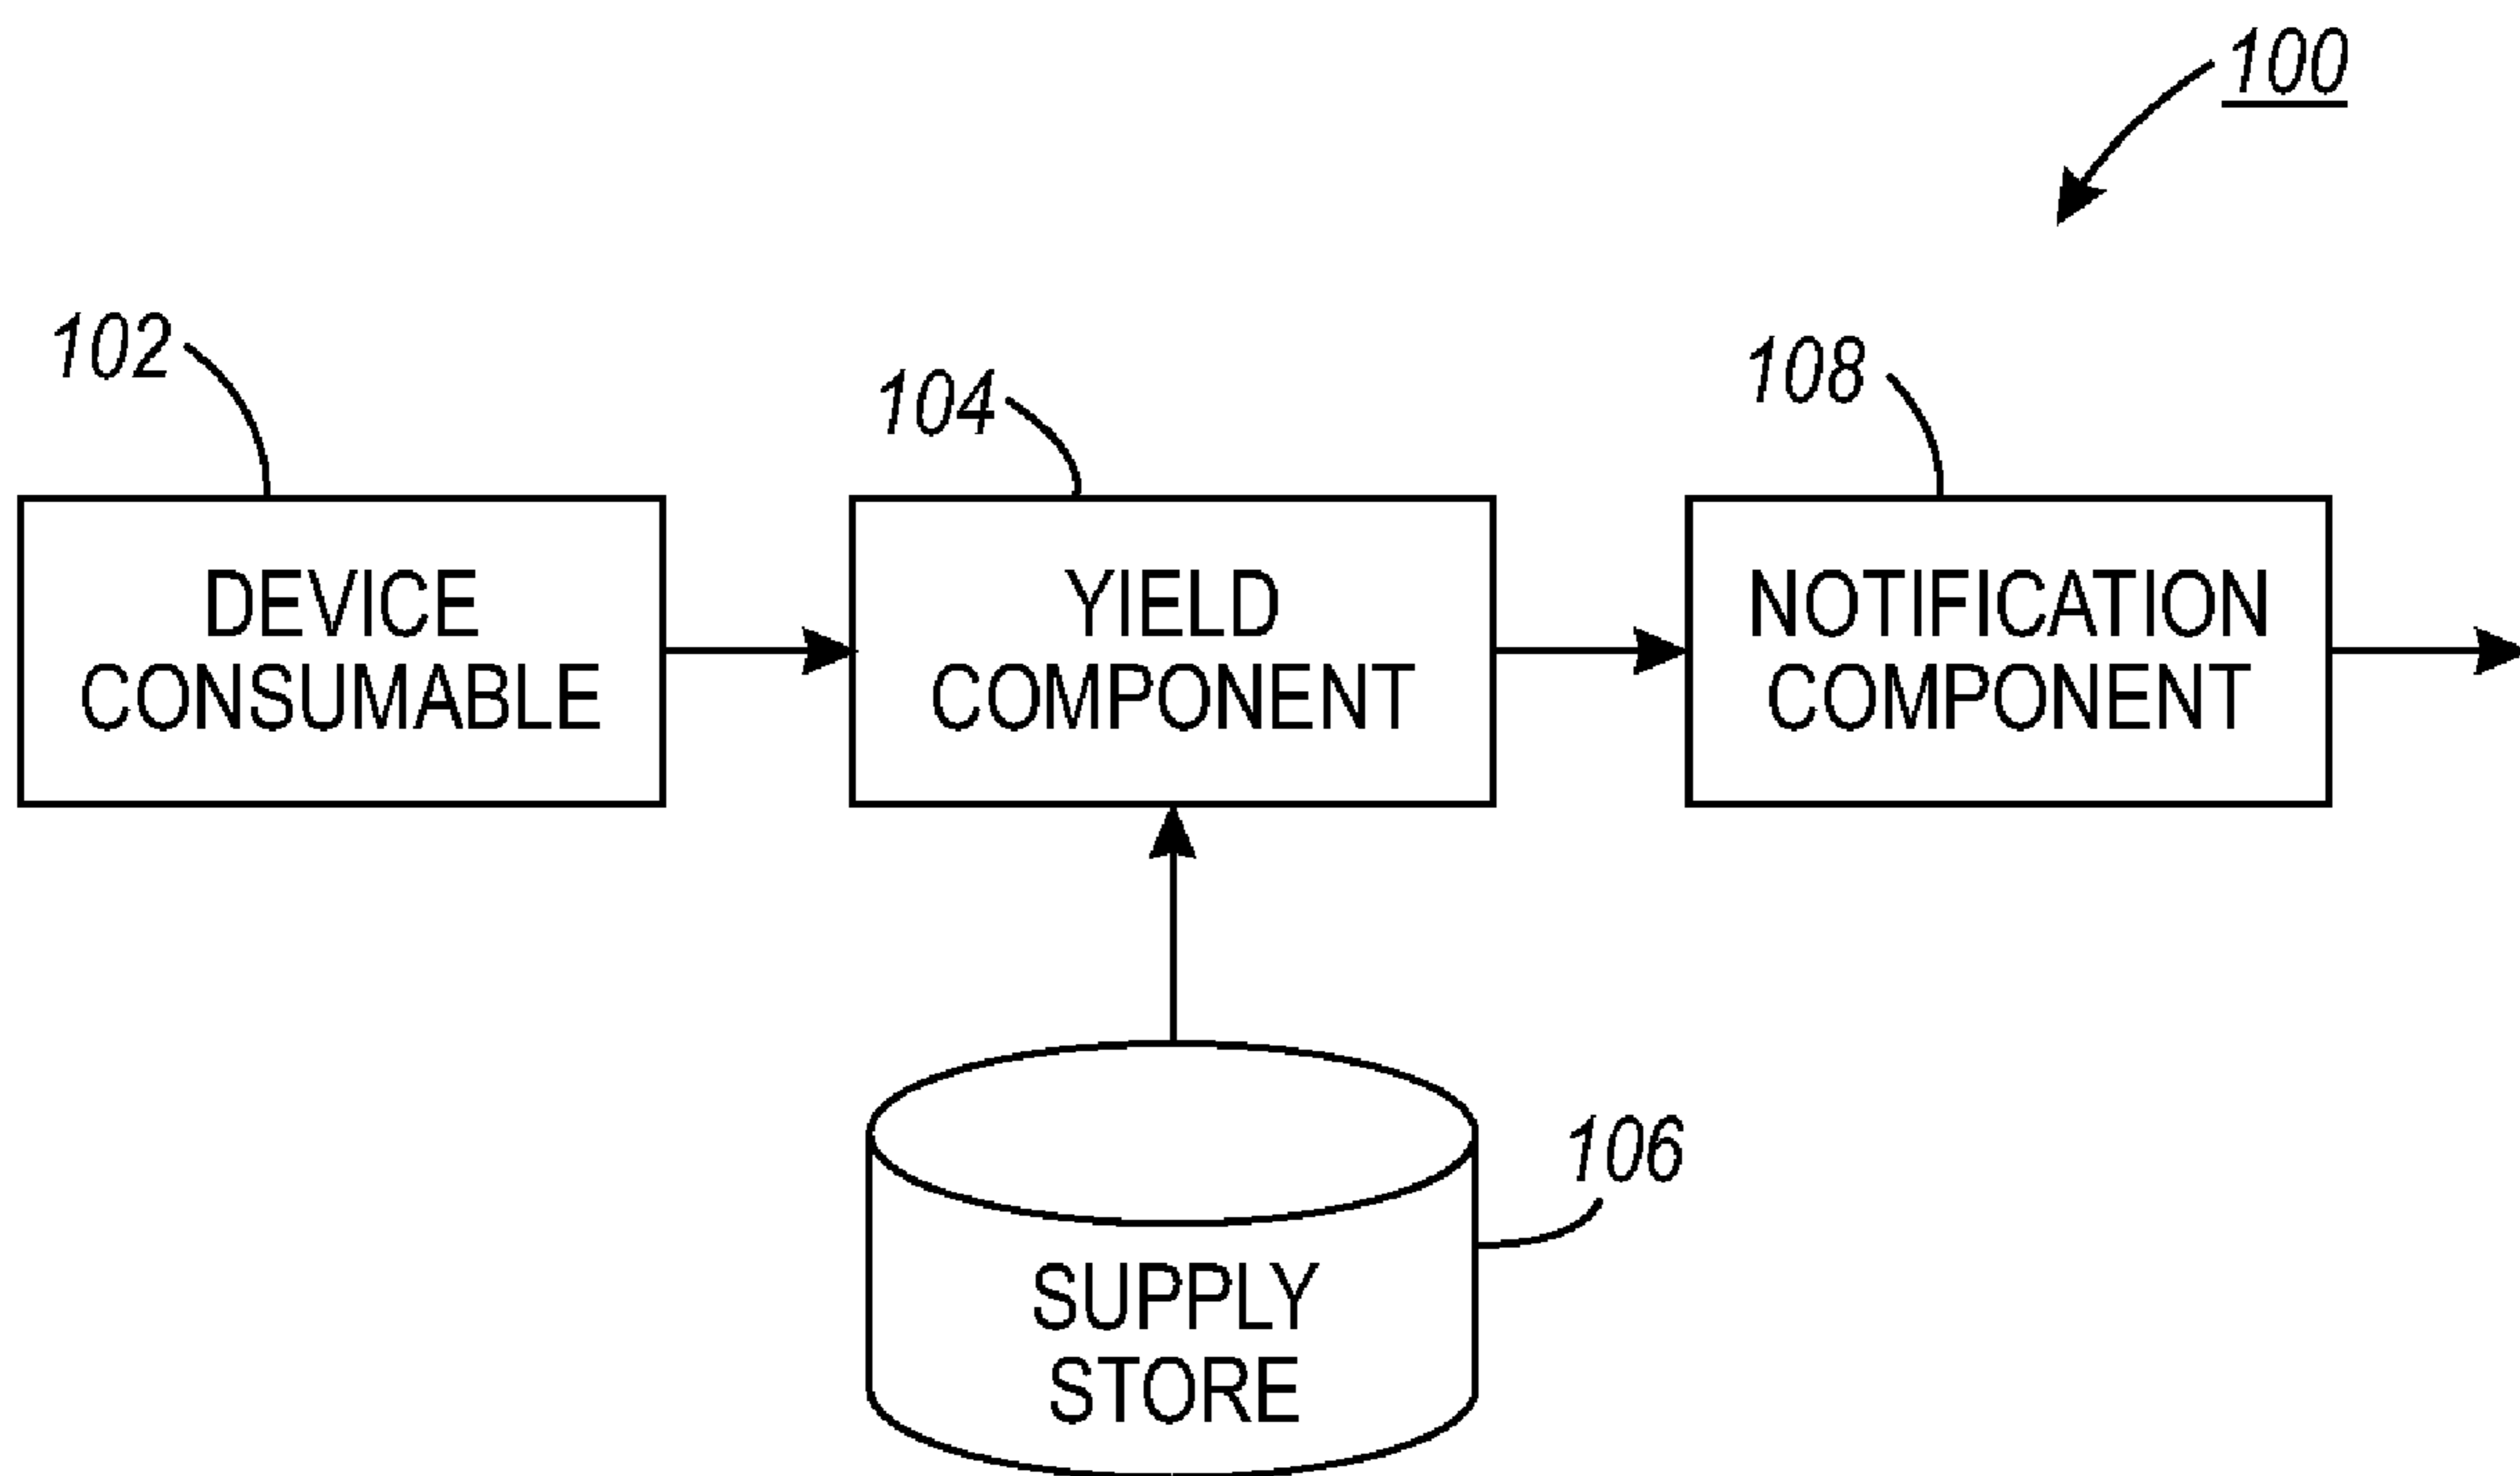 100
102
104
108
DEVICE
CONSUMABLE
YIELD
COMPONENT
NOTIFICATION
COMPONENT
106
SUPPLY
STORE